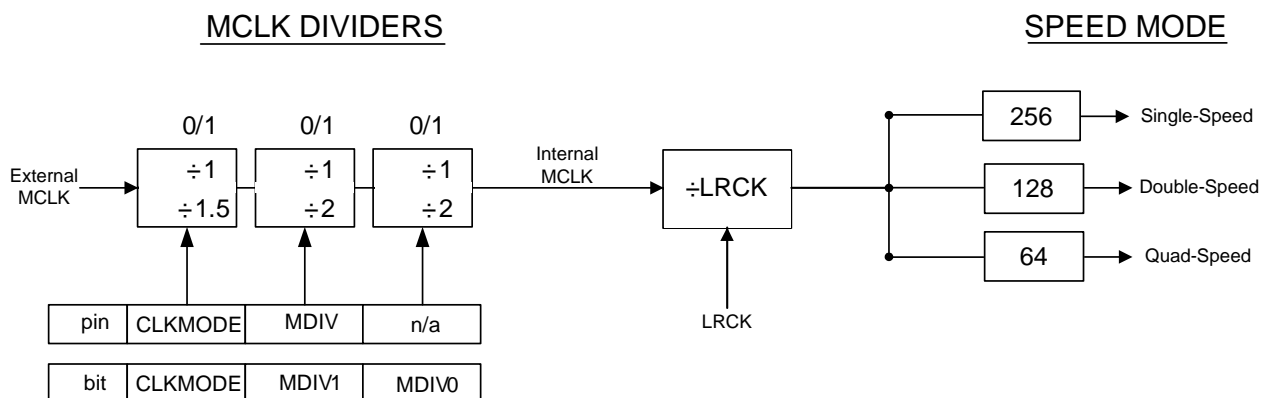 MCLK DIVIDERS
SPEED MODE
0/1 0/1 0/1
External
MCLK
÷1
÷1.5
÷1
÷2
÷1
÷2
Internal
MCLK
÷LRCK
LRCK
256
Single-Speed
128
Double-Speed
64
Quad-Speed
pin CLKMODE MDIV n/a
bit CLKMODE MDIV1 MDIV0